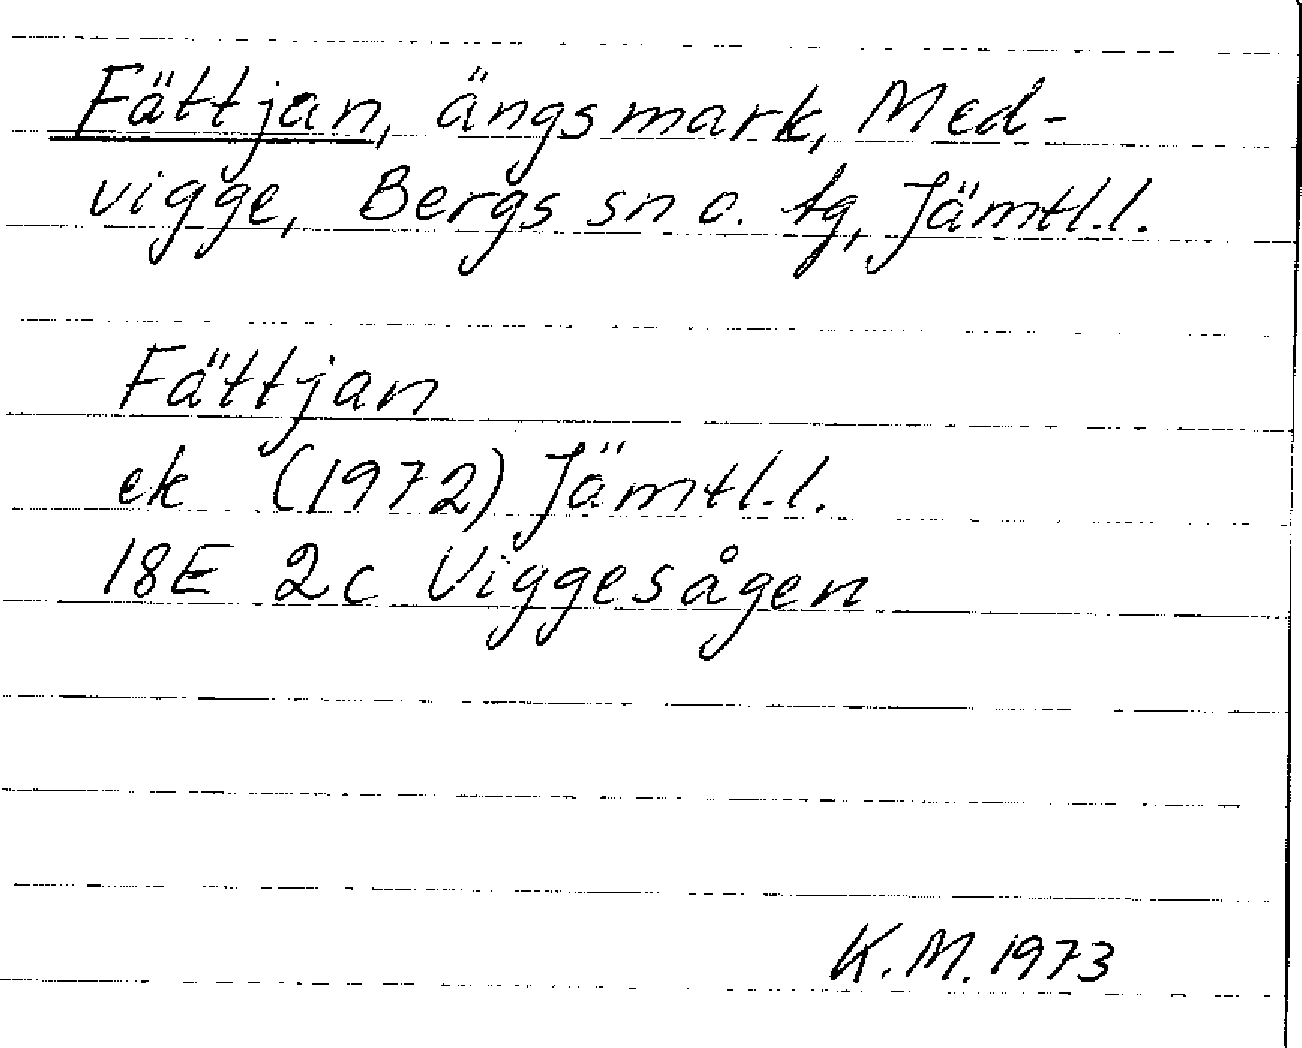 Fättjan, ängsmark, Med-
vigge, Bergs sn o. tg, Jämtl.l.
Fättjan
ek (1972) Jämtl.l.
18E 2c Viggesågen
K.M. 1973